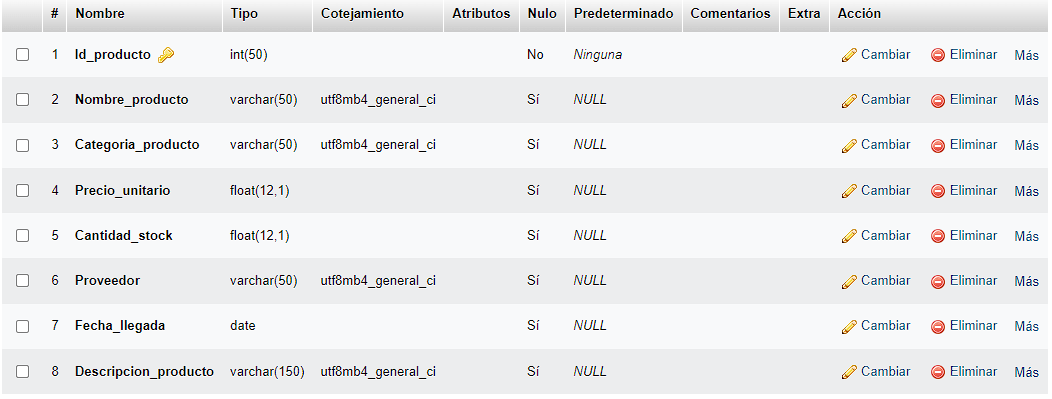 # Nombre Tipo Cotejamiento Atributos Nulo Predeterminado Comentarios Extra Acción
1 Id_producto int(50) No Ninguna Cambiar Eliminar Más
2 Nombre_producto varchar(50) utf8mb4_general_ci Sí NULL Cambiar Eliminar Más
3 Categoria_producto varchar(50) utf8mb4_general_ci Sí NULL Cambiar Eliminar Más
4 Precio_unitario float(12,1) Sí NULL Cambiar Eliminar Más
5 Cantidad_stock float(12,1) Sí NULL Cambiar Eliminar Más
6 Proveedor varchar(50) utf8mb4_general_ci Sí NULL Cambiar Eliminar Más
7 Fecha_llegada date Sí NULL Cambiar Eliminar Más
8 Descripcion_producto varchar(150) utf8mb4_general_ci Sí NULL Cambiar Eliminar Más